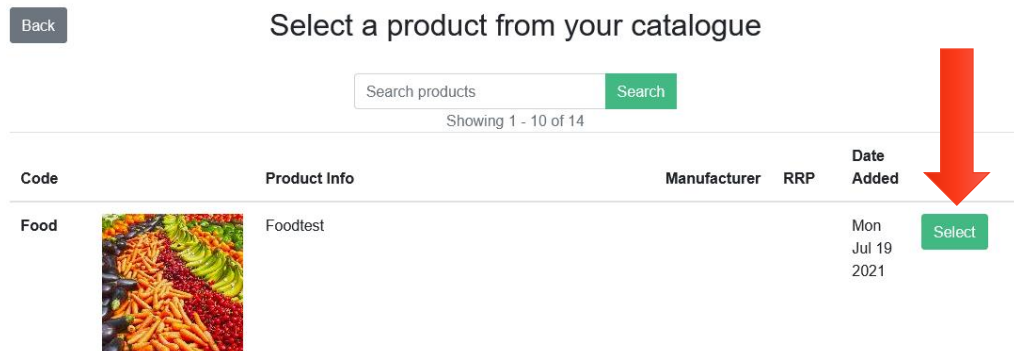 Back
Select a product from your catalogue
Search products
Search
Showing 1 - 10 of 14
Code
Product Info
Manufacturer
RRP
Date
Added
Food
Foodtest
Mon
Jul 19
2021
Select